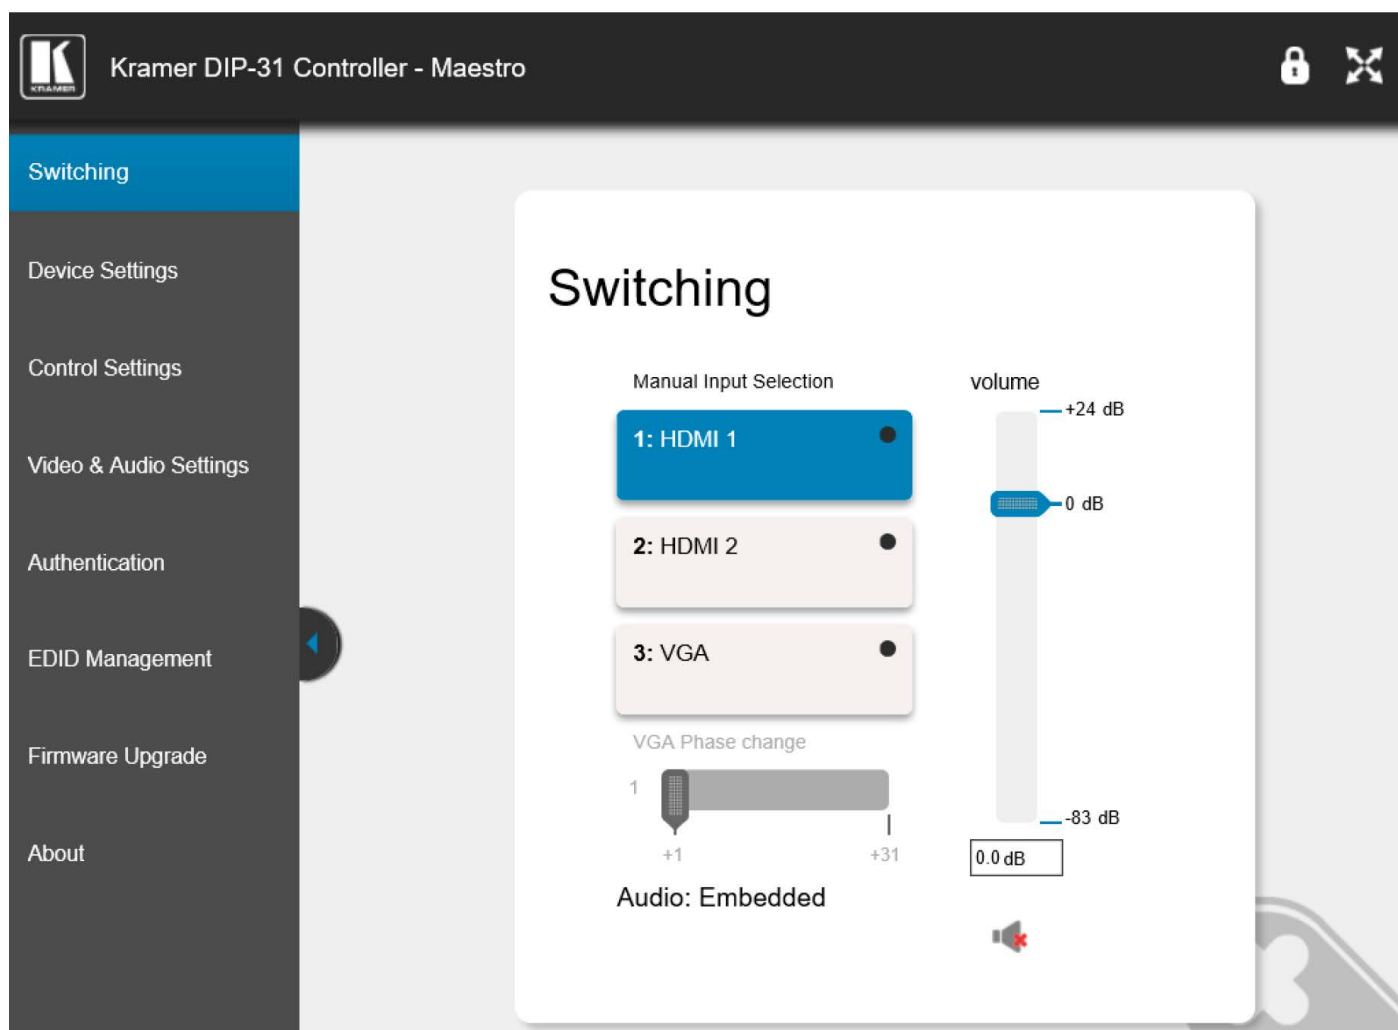 KRAMER
Kramer DIP-31 Controller - Maestro
Switching
Device Settings
Control Settings
Video & Audio Settings
Authentication
EDID Management
Firmware Upgrade
About
Switching
Manual Input Selection
1: HDMI 1
2: HDMI 2
3: VGA
VGA Phase change
1
+1
+31
Audio: Embedded
volume
+24 dB
0 dB
-83 dB
0.0 dB